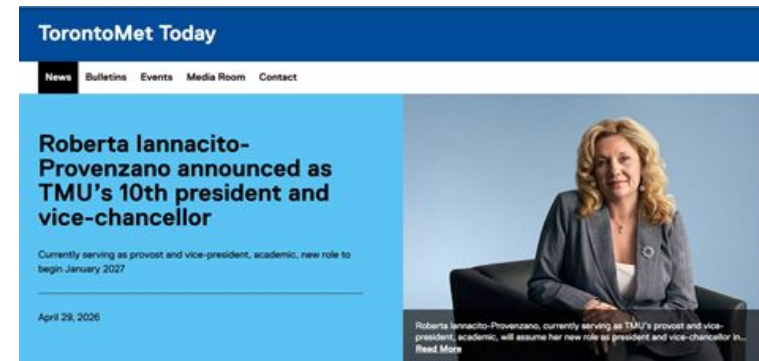 TorontoMet Today
News Bulletins Events Media Room Contact
Roberta Iannacito-
Provenzano announced as
TMU's 10th president and
vice-chancellor
Currently serving as provost and vice-president, academic, new role to
begin January 2027
April 29, 2026
Roberta Iannacito-Provenzano, currently serving as TMU's provost and vice-
president, academic, will assume her new role as president and vice-chancellor in...
Read More